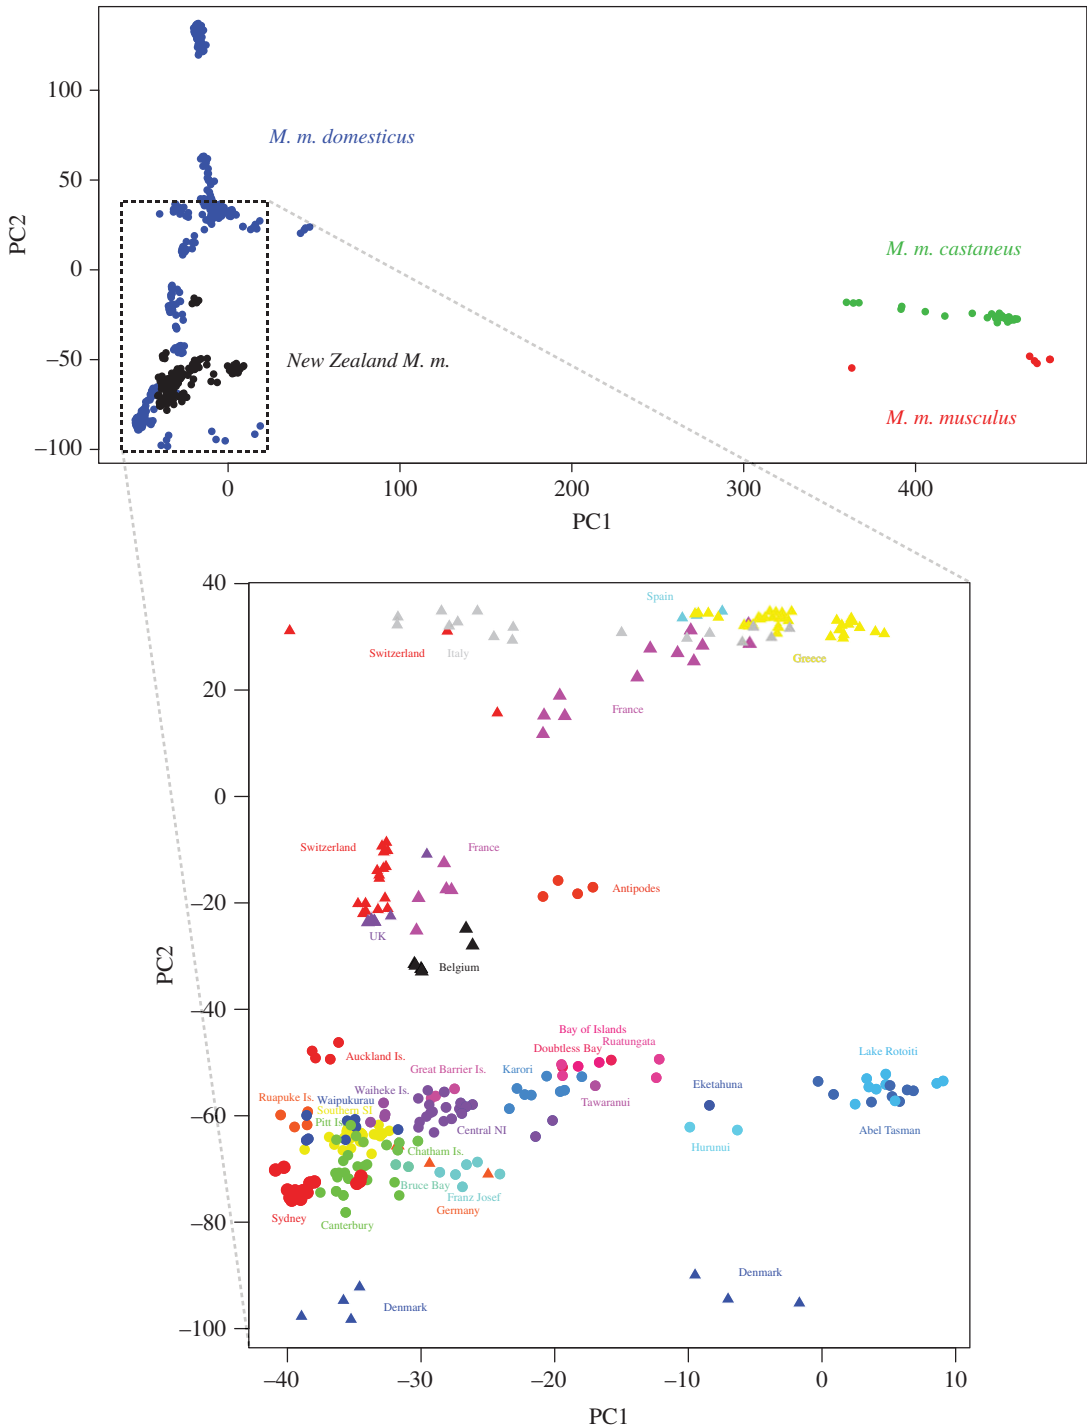 100
50
0
−50
−100
PC2
M. m. domesticus
New Zealand M. m.
M. m. castaneus
M. m. musculus
0
100
200
300
400
PC1
40
20
0
−20
−40
−60
−80
−100
PC2
Spain
Switzerland
Italy
Greece
France
Switzerland
France
Antipodes
UK
Belgium
Bay of Islands
Ruatungata
Doubtless Bay
Auckland Is.
Great Barrier Is.
Karori
Lake Rotoiti
Waiheke Is.
Eketahuna
Ruapuke Is.
Waipukurau
Tawaranui
Southern SI
Pitt Is.
Central NI
Abel Tasman
Hurunui
Chatham Is.
Bruce Bay
Franz Josef
Sydney
Germany
Canterbury
Denmark
Denmark
−40
−30
−20
−10
0
10
PC1